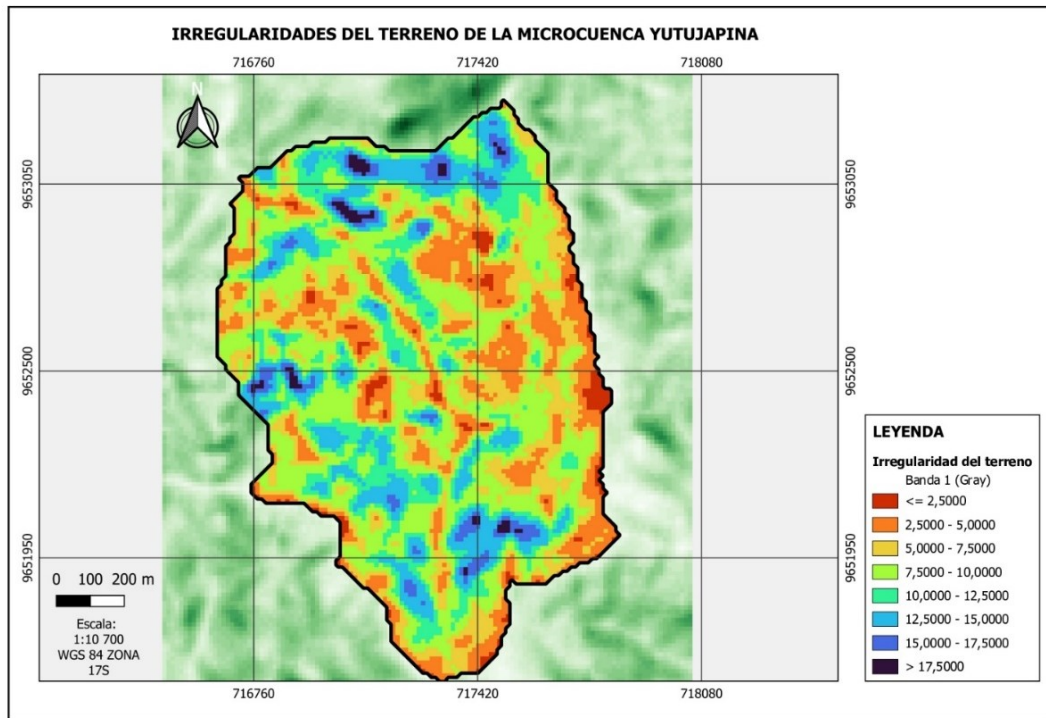 IRREGULARIDADES DEL TERRENO DE LA MICROCUENCA YUTUJAPINA
716760 717420 718080
N
9653050 9653050
9652500 9652500
9651950 9651950
0 100 200 m
Escala:
1:10 700
WGS 84 ZONA
17S
716760 717420 718080
LEYENDA
Irregularidad del terreno
Banda 1 (Gray)
<= 2,5000
2,5000 - 5,0000
5,0000 - 7,5000
7,5000 - 10,0000
10,0000 - 12,5000
12,5000 - 15,0000
15,0000 - 17,5000
> 17,5000